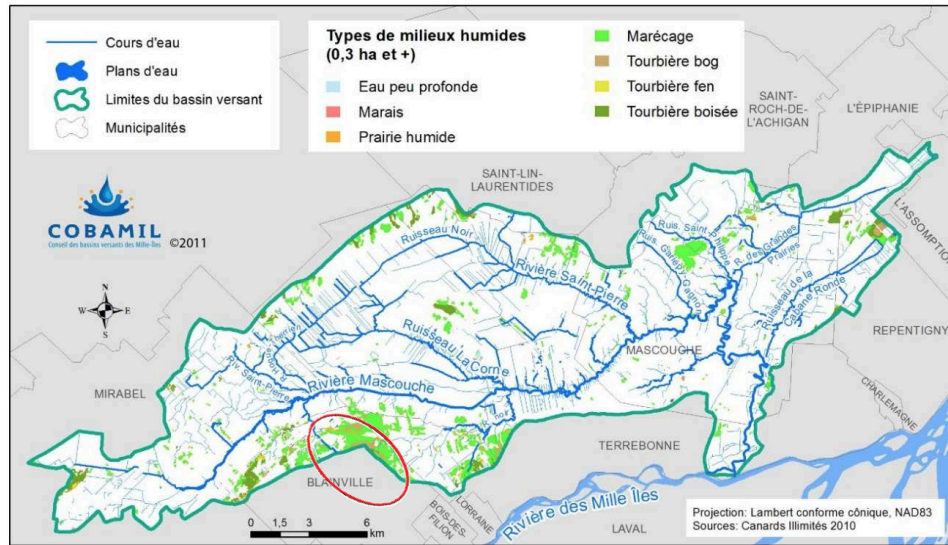 Cours d'eau
Plans d'eau
Limites du bassin versant
Municipalités
Types de milieux humides
(0,3 ha et +)
Eau peu profonde
Marais
Prairie humide
Marécage
Tourbière bog
Tourbière fen
Tourbière boisée
COBAMIL
Conseil des bassins versants des Mille-Îles
©2011
N
W E
S
SAINT-LIN-
LAURENTIDES
SAINT-
ROCH-DE-
L'ACHIGAN
L'ÉPIPHANIE
L'ASSOMPTION
REPENTIGNY
CHARLEMAGNE
MASCOUCHE
TERREBONNE
LAVAL
MIRABEL
BLAINVILLE
BOIS-DES-
FILION
LORRAINE
Ruisseau Noir
Rivière Saint-Pierre
Ruis. Saint-Philippe
Ruis. Gariépy-Gagnon
R. des Grandes
Prairies
Ruisseau de la
Cabane Ronde
Ruisseau La Corne
Rivière Mascouche
Riv. Saint-Pierre
Rivière des Mille Îles
0 1,5 3 6
km
Projection: Lambert conforme cônique, NAD83
Sources: Canards Illimités 2010